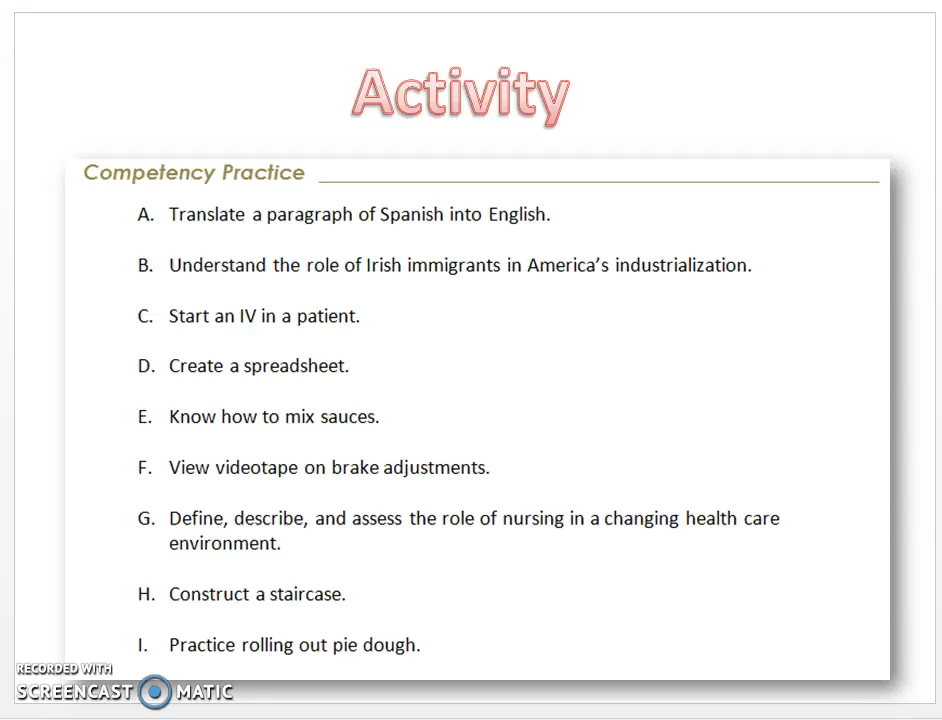 Activity
Competency Practice
A. Translate a paragraph of Spanish into English.
B. Understand the role of Irish immigrants in America's industrialization.
C. Start an IV in a patient.
D. Create a spreadsheet.
E. Know how to mix sauces.
F. View videotape on brake adjustments.
G. Define, describe, and assess the role of nursing in a changing health care
environment.
H. Construct a staircase.
I. Practice rolling out pie dough.
RECORDED WITH
SCREENCAST MATIC